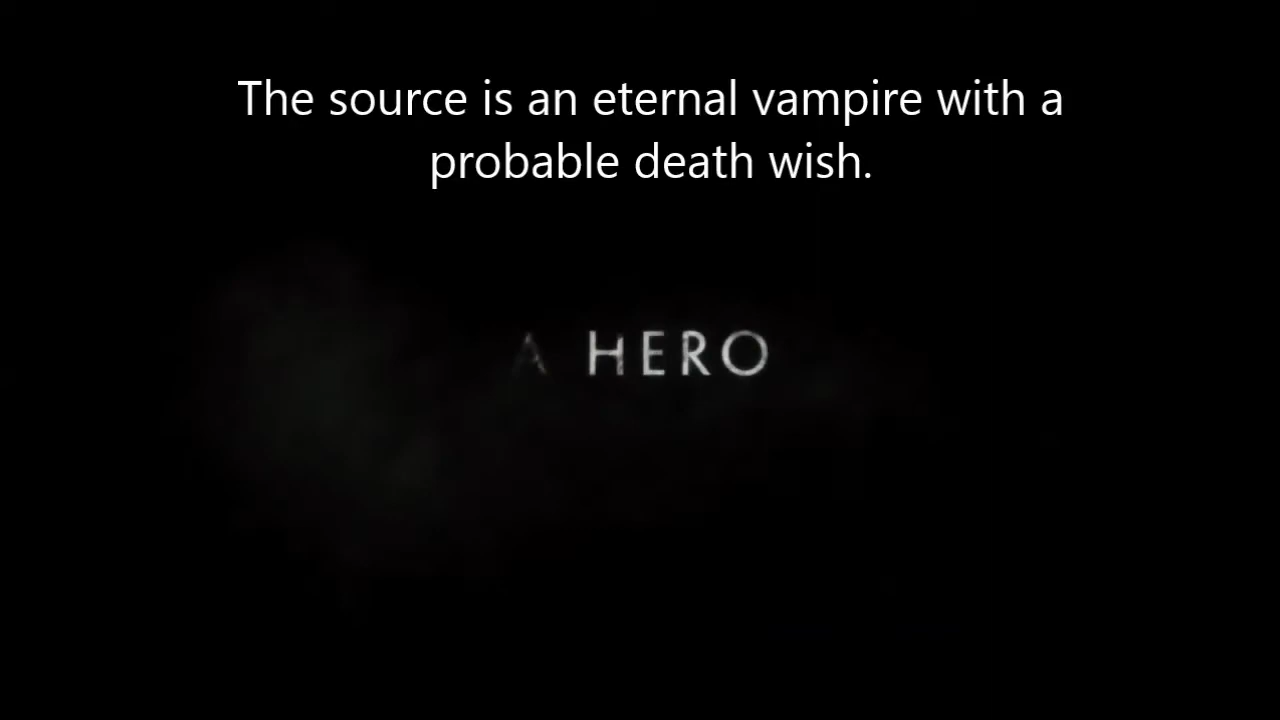 The source is an eternal vampire with a
probable death wish.
A HERO